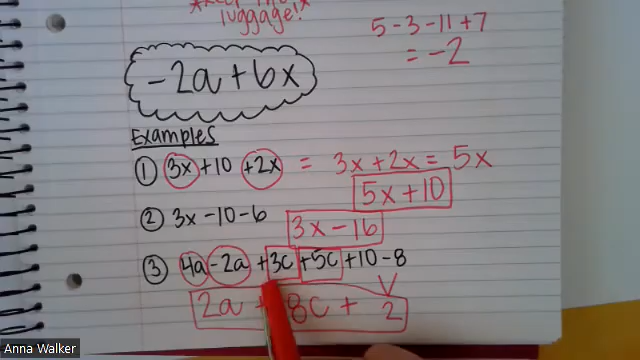 luggage!
5 - 3 - 11 + 7
= -2
-2a + 6x
Examples
① 3x + 10 + 2x = 3x + 2x = 5x
5x + 10
② 3x - 10 - 6
3x - 16
③ 4a - 2a + 3c + 5c + 10 - 8
2a + 8c + 2
Anna Walker